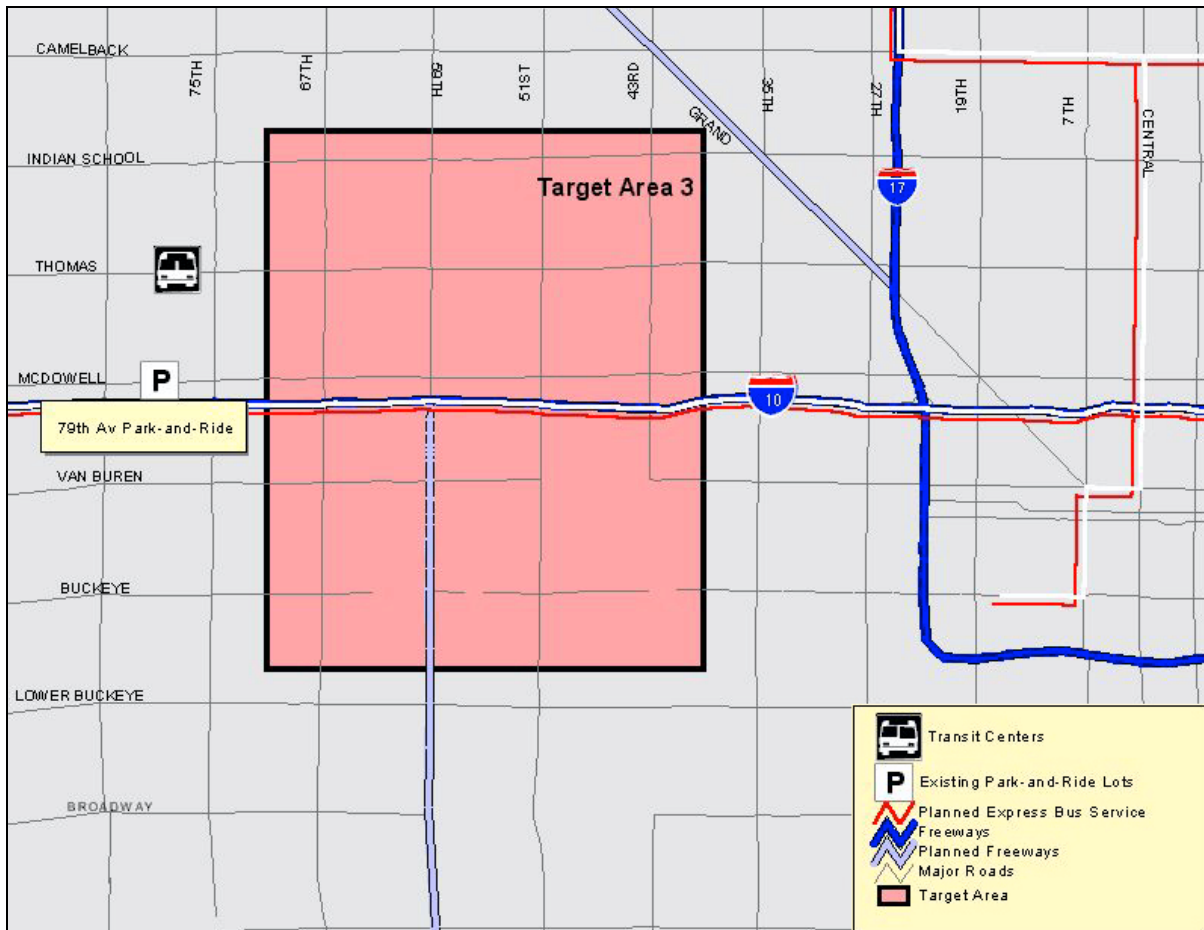 CAMELBACK
75TH
67TH
59TH
51ST
43RD
35TH
27TH
19TH
7TH
CENTRAL
GRAND
INDIAN SCHOOL
Target Area 3
17
THOMAS
MCDOWELL
P
10
79th Av Park-and-Ride
VAN BUREN
BUCKEYE
LOWER BUCKEYE
BROADWAY
Transit Centers
P Existing Park-and-Ride Lots
Planned Express Bus Service
Freeways
Planned Freeways
Major Roads
Target Area